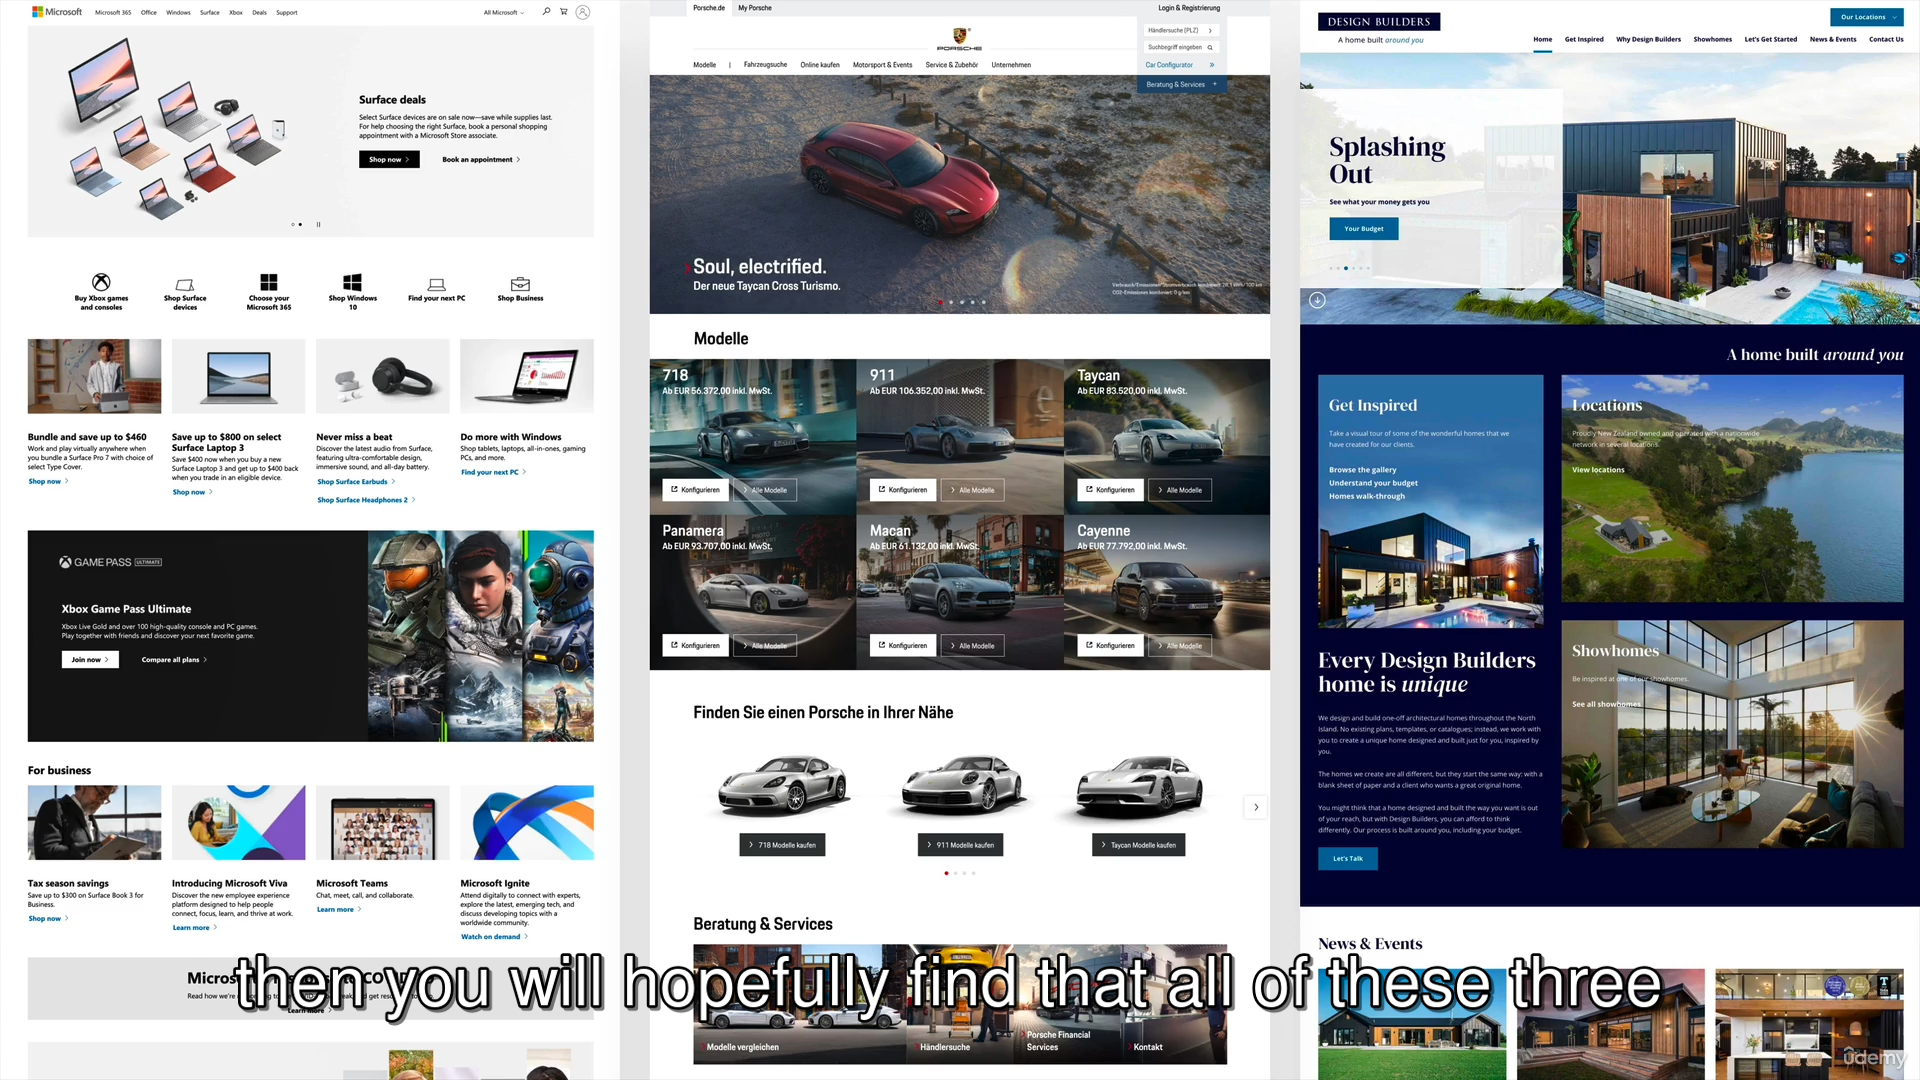 Microsoft
Microsoft 365
Office
Windows
Surface
Xbox
Deals
Support
All Microsoft
Surface deals
Select Surface devices are on sale now—save while supplies last.
For help choosing the right Surface, book a personal shopping
appointment with a Microsoft Store associate.
Shop now
Book an appointment
Buy Xbox games
and consoles
Shop Surface
devices
Choose your
Microsoft 365
Shop Windows
10
Find your next PC
Shop Business
Bundle and save up to $460
Work and play virtually anywhere when
you bundle a Surface Pro 7 with choice of
select Type Cover.
Shop now
Save up to $800 on select
Surface Laptop 3
Save $400 now when you buy a new
Surface Laptop 3 and get up to $400 back
when you trade in an eligible device.
Shop now
Never miss a beat
Discover the latest audio from Surface,
featuring ultra-comfortable design,
immersive sound, and all-day battery.
Shop Surface Earbuds
Shop Surface Headphones 2
Do more with Windows
Shop tablets, laptops, all-in-ones, gaming
PCs, and more.
Find your next PC
GAME PASS ULTIMATE
Xbox Game Pass Ultimate
Xbox Live Gold and over 100 high-quality console and PC games.
Play together with friends and discover your next favorite game.
Join now
Compare all plans
For business
Tax season savings
Save up to $300 on Surface Book 3 for
Business.
Shop now
Introducing Microsoft Viva
Discover the new employee experience
platform designed to help people
connect, focus, learn, and thrive at work.
Learn more
Microsoft Teams
Chat, meet, call, and collaborate.
Learn more
Microsoft Ignite
Attend digitally to connect with experts,
explore the latest, emerging tech, and
discuss developing topics with a
worldwide community.
Watch on demand
Read how we're
Learn more
Porsche.de
My Porsche
Login & Registrierung
PORSCHE
Händlersuche (PLZ)
Suchbegriff eingeben
Car Configurator
Beratung & Services
Modelle
Fahrzeugsuche
Online kaufen
Motorsport & Events
Service & Zubehör
Unternehmen
Soul, electrified.
Der neue Taycan Cross Turismo.
Modelle
718
Ab EUR 56.372,00 inkl. MwSt.
Konfigurieren
Alle Modelle
911
Ab EUR 106.352,00 inkl. MwSt.
Konfigurieren
Alle Modelle
Taycan
Ab EUR 83.520,00 inkl. MwSt.
Konfigurieren
Alle Modelle
Panamera
Ab EUR 93.707,00 inkl. MwSt.
Konfigurieren
Alle Modelle
Macan
Ab EUR 61.132,00 inkl. MwSt.
Konfigurieren
Alle Modelle
Cayenne
Ab EUR 77.792,00 inkl. MwSt.
Konfigurieren
Alle Modelle
Finden Sie einen Porsche in Ihrer Nähe
718 Modelle kaufen
911 Modelle kaufen
Taycan Modelle kaufen
Beratung & Services
Modelle vergleichen
Händlersuche
Porsche Financial
Services
Kontakt
DESIGN BUILDERS
A home built around you
Our Locations
Home
Get Inspired
Why Design Builders
Showhomes
Let's Get Started
News & Events
Contact Us
Splashing
Out
See what your money gets you
Your Budget
A home built around you
Get Inspired
Take a visual tour of some of the wonderful homes that we
have created for our clients.
Browse the gallery
Understand your budget
Homes walk-through
Locations
Proudly New Zealand owned and operated with a nationwide
network in several locations.
View locations
Every Design Builders
home is unique
We design and build one-off architectural homes throughout the North
Island. No existing plans, templates, or catalogues; instead, we work with
you to create a unique home designed and built just for you, inspired by
you.
The homes we create are all different, but they start the same way: with a
blank sheet of paper and a client who wants a great original home.
You might think that a home designed and built the way you want is out
of your reach, but with Design Builders, you can afford to think
differently. Our process is built around you, including your budget.
Let's Talk
Showhomes
Be inspired at one of our showhomes.
See all showhomes
News & Events
then you will hopefully find that all of these three
udemy